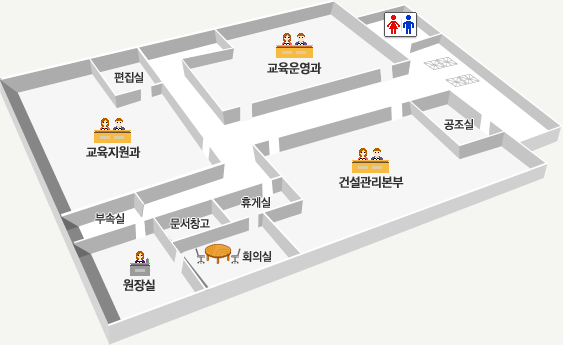 교육운영과
편집실
교육지원과
공조실
건설관리본부
휴게실
부속실
문서창고
회의실
원장실